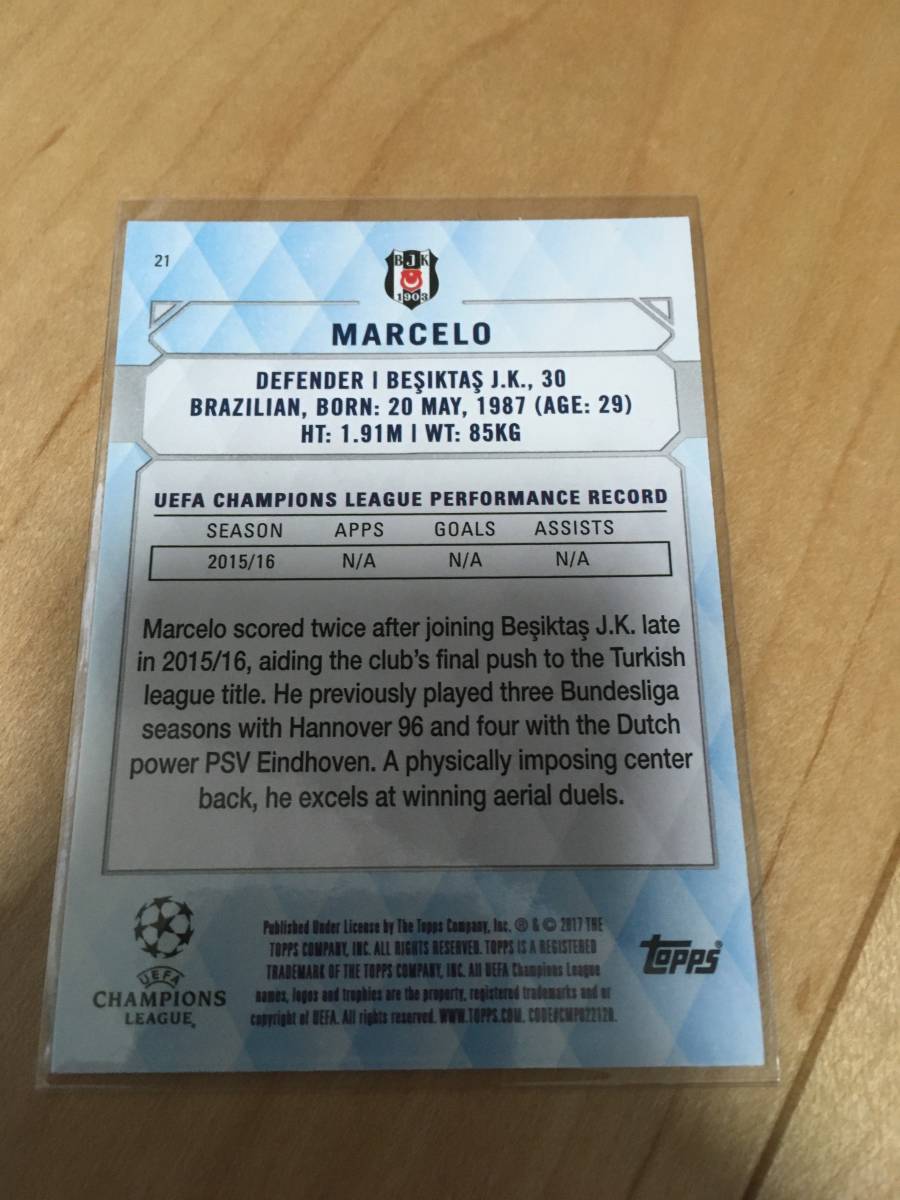 21
BJK
1903
MARCELO
DEFENDER | BEŞIKTAŞ J.K., 30
BRAZILIAN, BORN: 20 MAY, 1987 (AGE: 29)
HT: 1.91M | WT: 85KG
UEFA CHAMPIONS LEAGUE PERFORMANCE RECORD
SEASON APPS GOALS ASSISTS
2015/16 N/A N/A N/A
Marcelo scored twice after joining Beşiktaş J.K. late
in 2015/16, aiding the club's final push to the Turkish
league title. He previously played three Bundesliga
seasons with Hannover 96 and four with the Dutch
power PSV Eindhoven. A physically imposing center
back, he excels at winning aerial duels.
UEFA
CHAMPIONS
LEAGUE
Published Under License by The Topps Company, Inc. ® & © 2017 THE
TOPPS COMPANY, INC. ALL RIGHTS RESERVED. TOPPS IS A REGISTERED
TRADEMARK OF THE TOPPS COMPANY, INC. All UEFA Champions League
names, logos and trophies are the property, registered trademarks and or
copyright of UEFA. All rights reserved. WWW.TOPPS.COM. CODE#CMP022120.
topps®